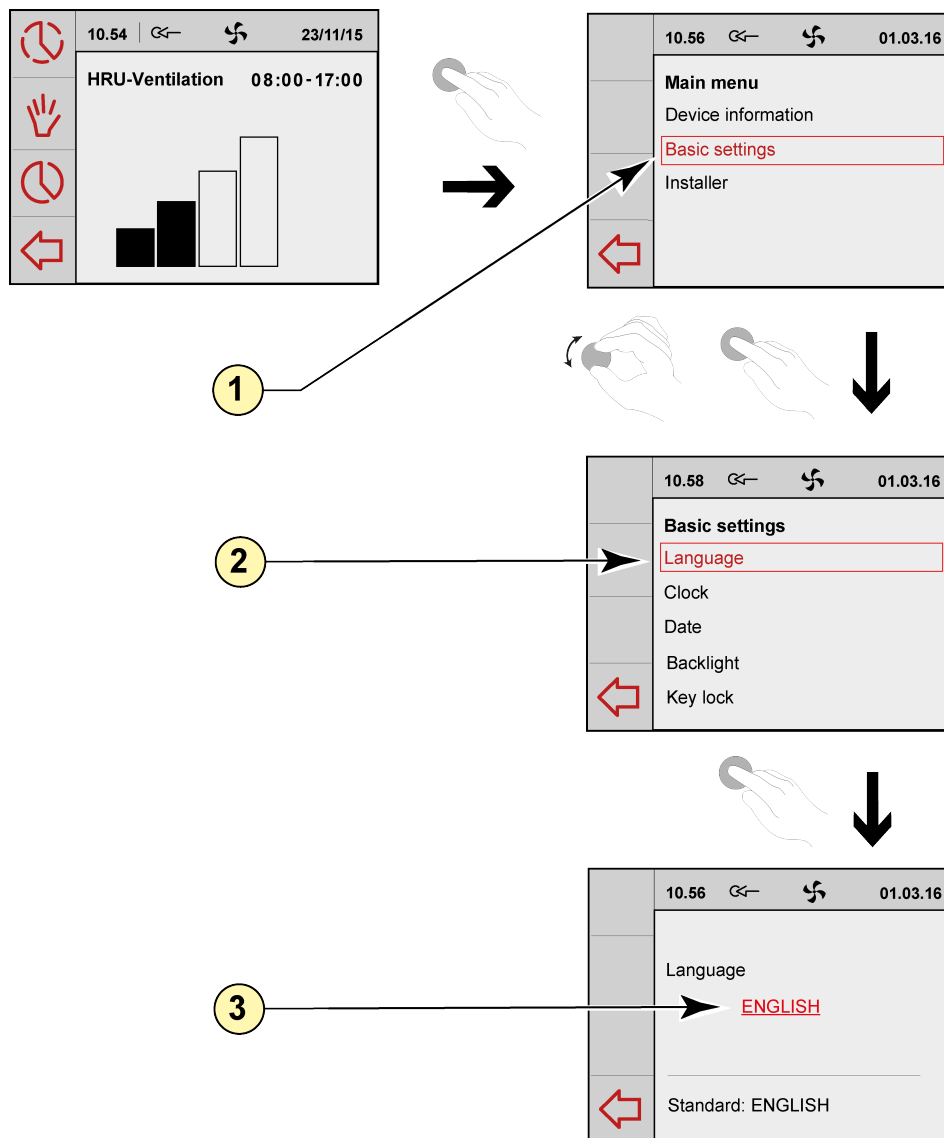 10.54 23/11/15
HRU-Ventilation 08:00-17:00
10.56 01.03.16
Main menu
Device information
Basic settings
Installer
1
10.58 01.03.16
Basic settings
Language
Clock
Date
Backlight
Key lock
2
10.56 01.03.16
Language
ENGLISH
3
Standard: ENGLISH